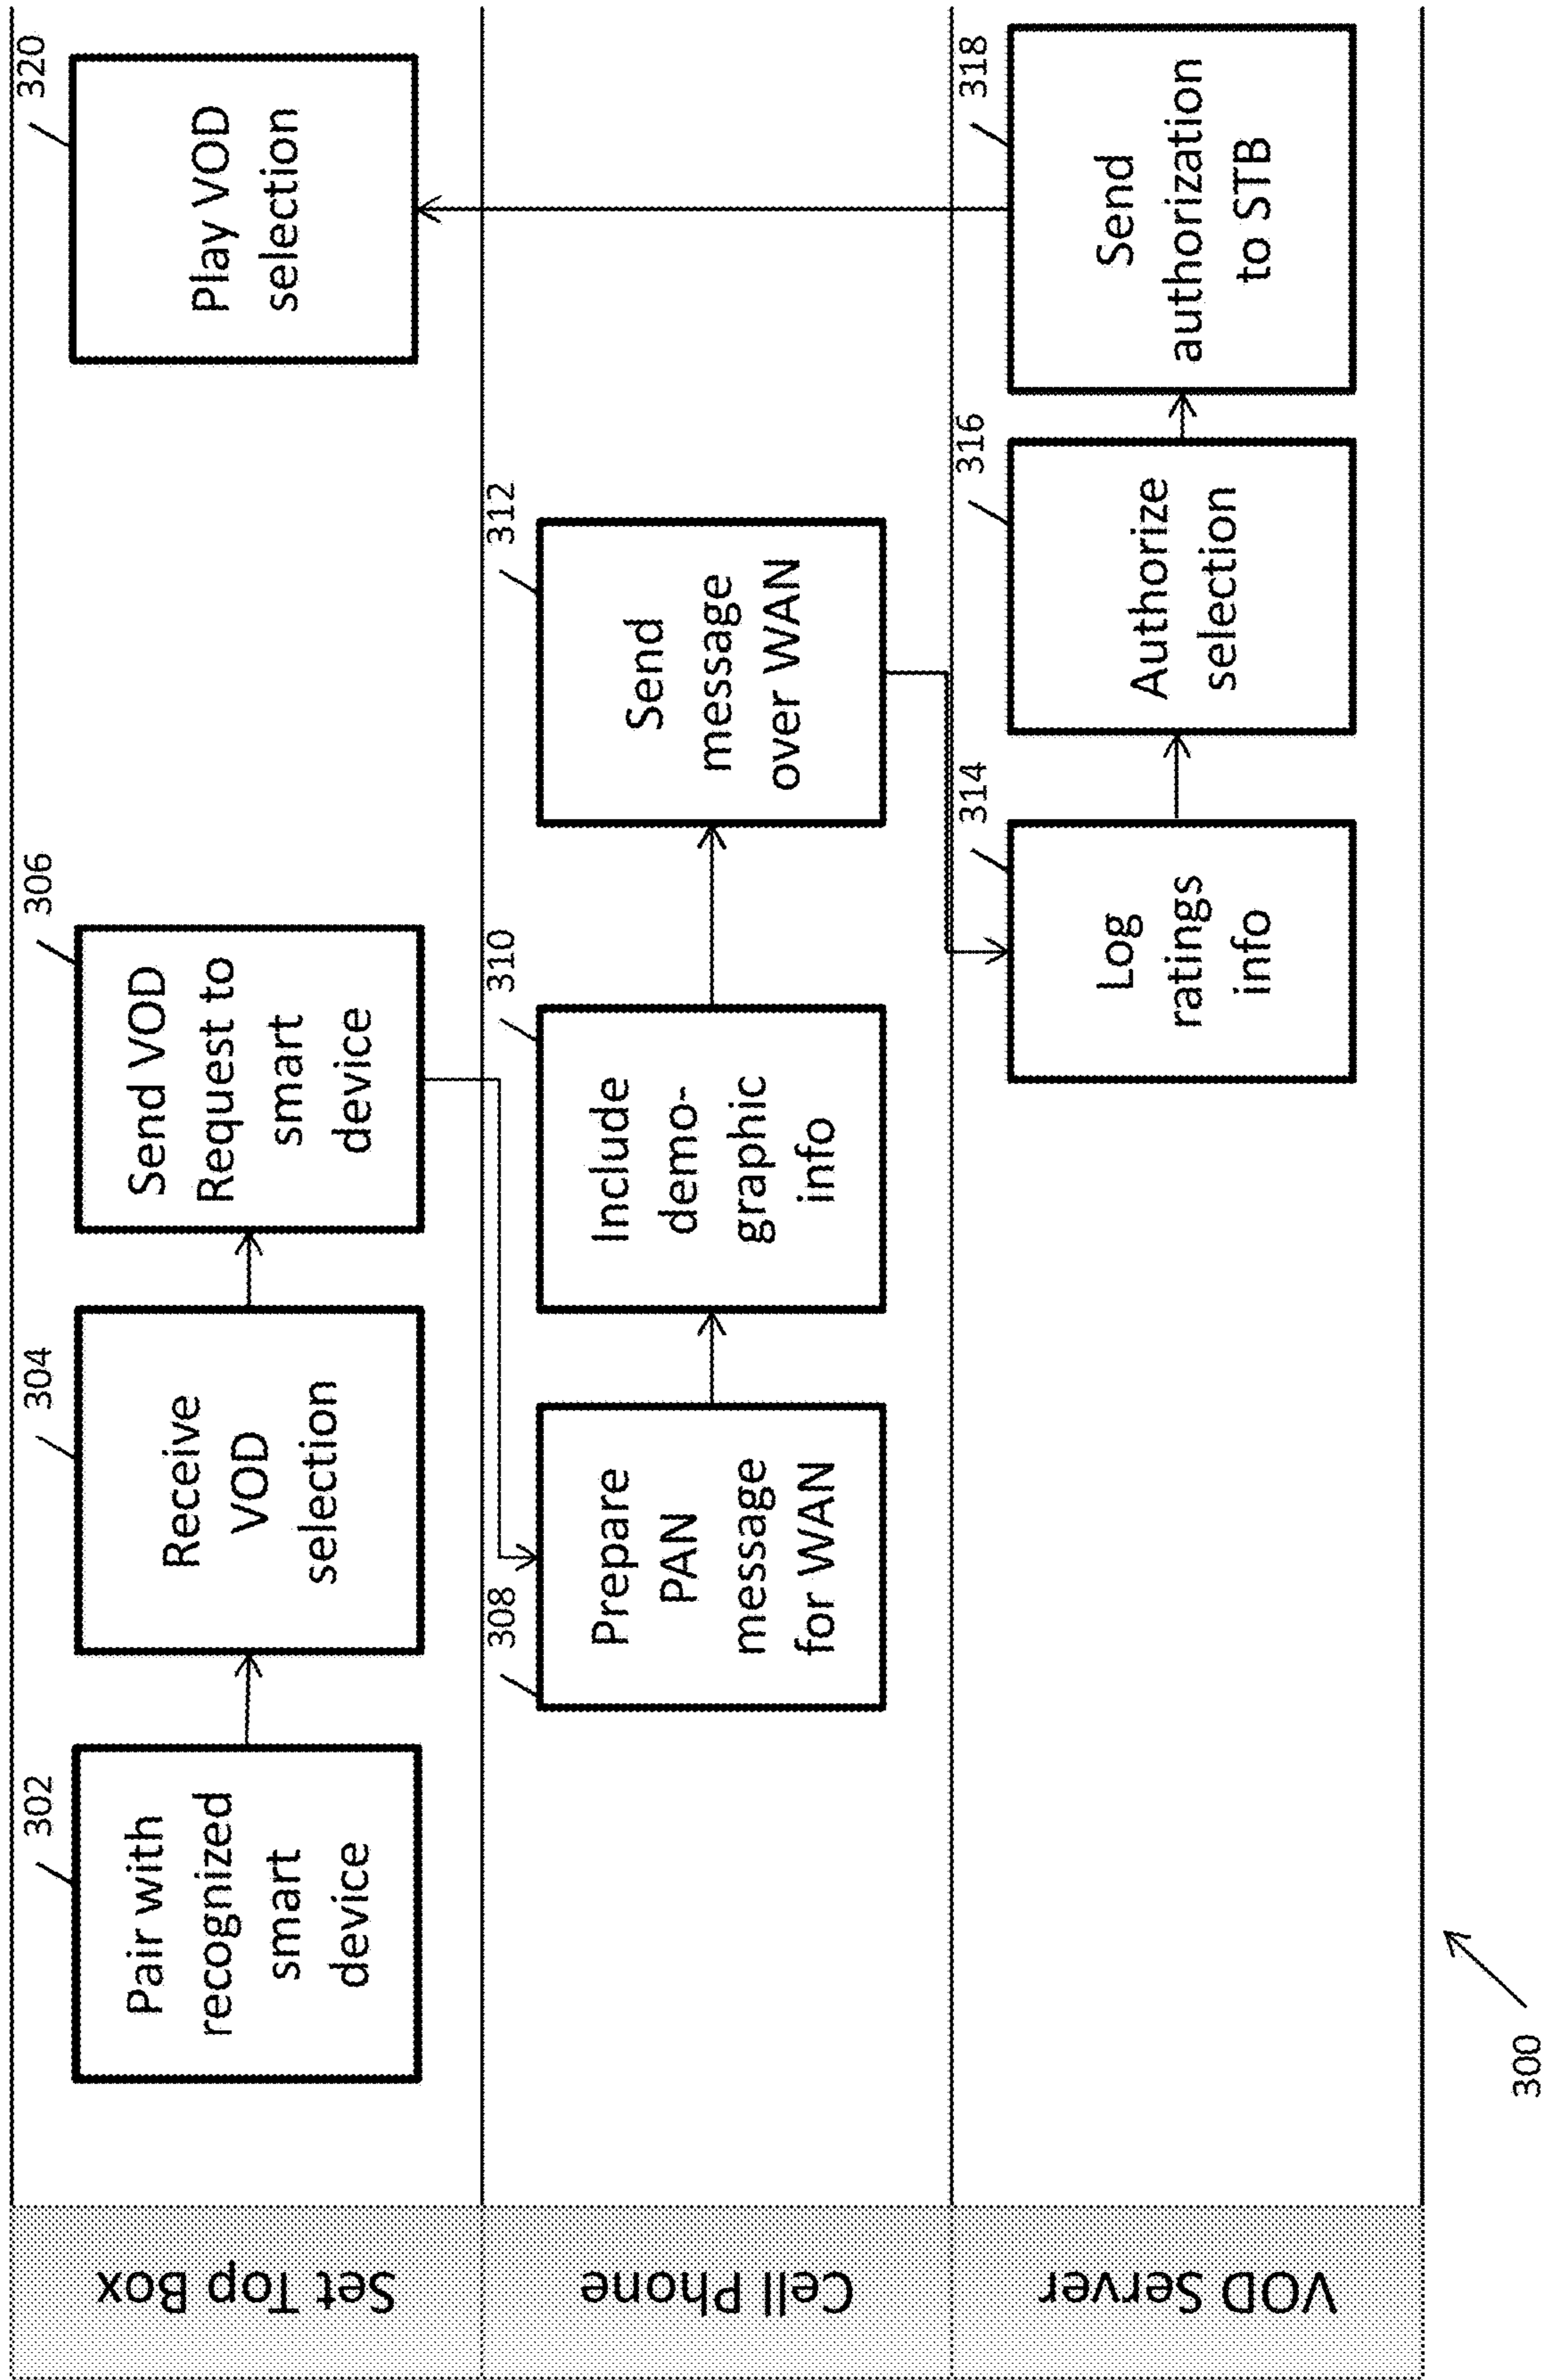 Set Top Box
302
Pair with
recognized
smart
device
304
Receive
VOD
selection
306
Send VOD
Request to
smart
device
320
Play VOD
selection
Cell Phone
308
Prepare
PAN
message
for WAN
310
Include
demo-
graphic
info
312
Send
message
over WAN
VOD Server
314
Log
ratings
info
316
Authorize
selection
318
Send
authorization
to STB
300